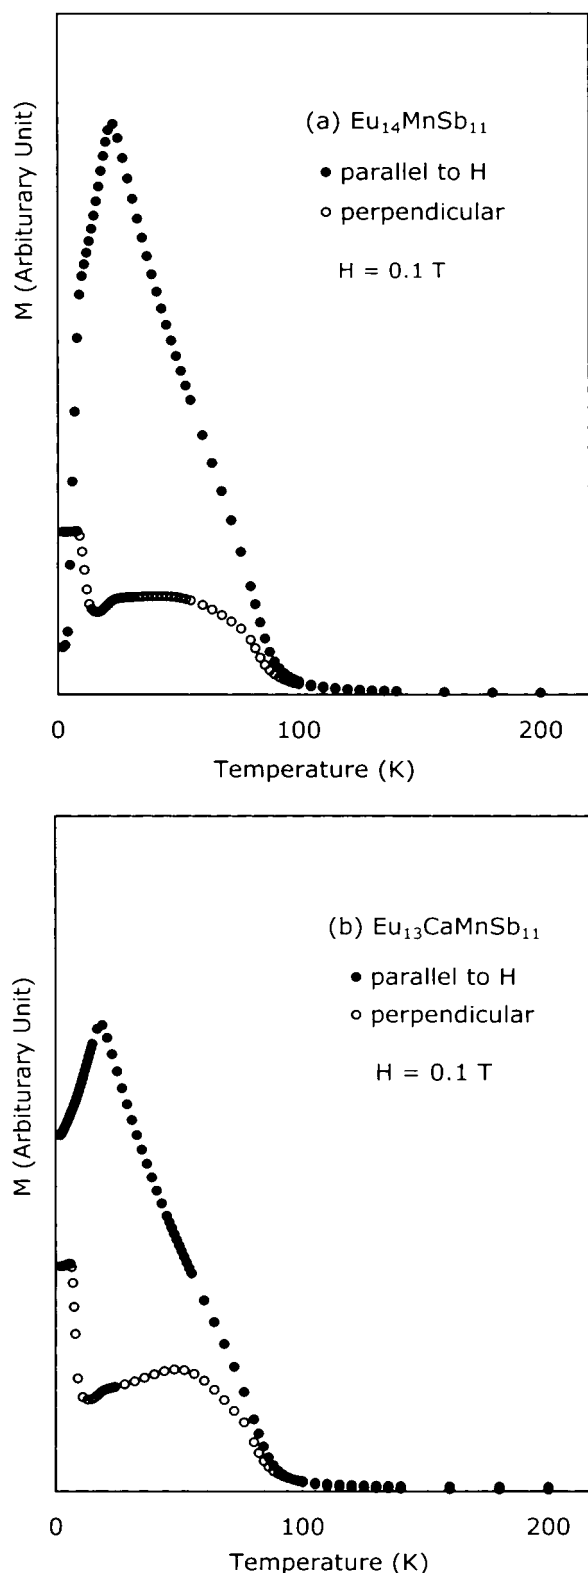 M (Arbiturary Unit)
(a) Eu₁₄MnSb₁₁
● parallel to H
○ perpendicular
H = 0.1 T
0
100
200
Temperature (K)
M (Arbiturary Unit)
(b) Eu₁₃CaMnSb₁₁
● parallel to H
○ perpendicular
H = 0.1 T
0
100
200
Temperature (K)